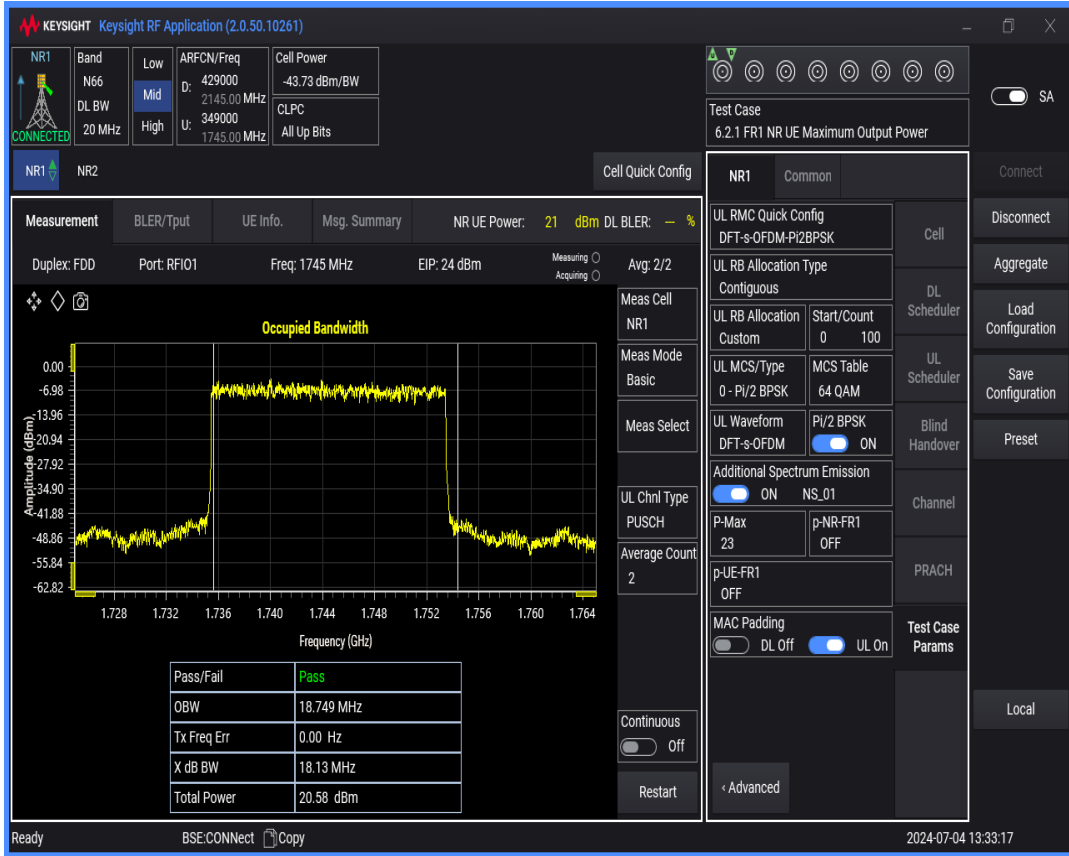 KEYSIGHT Keysight RF Application (2.0.50.10261)
NR1
CONNECTED
Band
N66
DL BW
20 MHz
Low
Mid
High
ARFCN/Freq
D: 429000
2145.00 MHz
U: 349000
1745.00 MHz
Cell Power
-43.73 dBm/BW
CLPC
All Up Bits
Test Case
6.2.1 FR1 NR UE Maximum Output Power
SA
NR1 NR2
Cell Quick Config
Measurement BLER/Tput UE Info. Msg. Summary NR UE Power: 21 dBm DL BLER: --- %
Duplex: FDD Port: RFIO1 Freq: 1745 MHz EIP: 24 dBm Measuring Avg: 2/2
Acquiring
Occupied Bandwidth
Amplitude (dBm)
0.00
-6.98
-13.96
-20.94
-27.92
-34.90
-41.88
-48.86
-55.84
-62.82
1.728 1.732 1.736 1.740 1.744 1.748 1.752 1.756 1.760 1.764
Frequency (GHz)
Pass/Fail Pass
OBW 18.749 MHz
Tx Freq Err 0.00 Hz
X dB BW 18.13 MHz
Total Power 20.58 dBm
Meas Cell
NR1
Meas Mode
Basic
Meas Select
UL Chnl Type
PUSCH
Average Count
2
Continuous
Off
Restart
NR1 Common
UL RMC Quick Config
DFT-s-OFDM-Pi2BPSK
UL RB Allocation Type
Contiguous
UL RB Allocation Start/Count
Custom 0 100
UL MCS/Type MCS Table
0 - Pi/2 BPSK 64 QAM
UL Waveform Pi/2 BPSK
DFT-s-OFDM ON
Additional Spectrum Emission
ON NS_01
P-Max p-NR-FR1
23 OFF
p-UE-FR1
OFF
MAC Padding
DL Off UL On
‹ Advanced
Cell
DL
Scheduler
UL
Scheduler
Blind
Handover
Channel
PRACH
Test Case
Params
Connect
Disconnect
Aggregate
Load
Configuration
Save
Configuration
Preset
Local
Ready BSE:CONNect Copy 2024-07-04 13:33:17